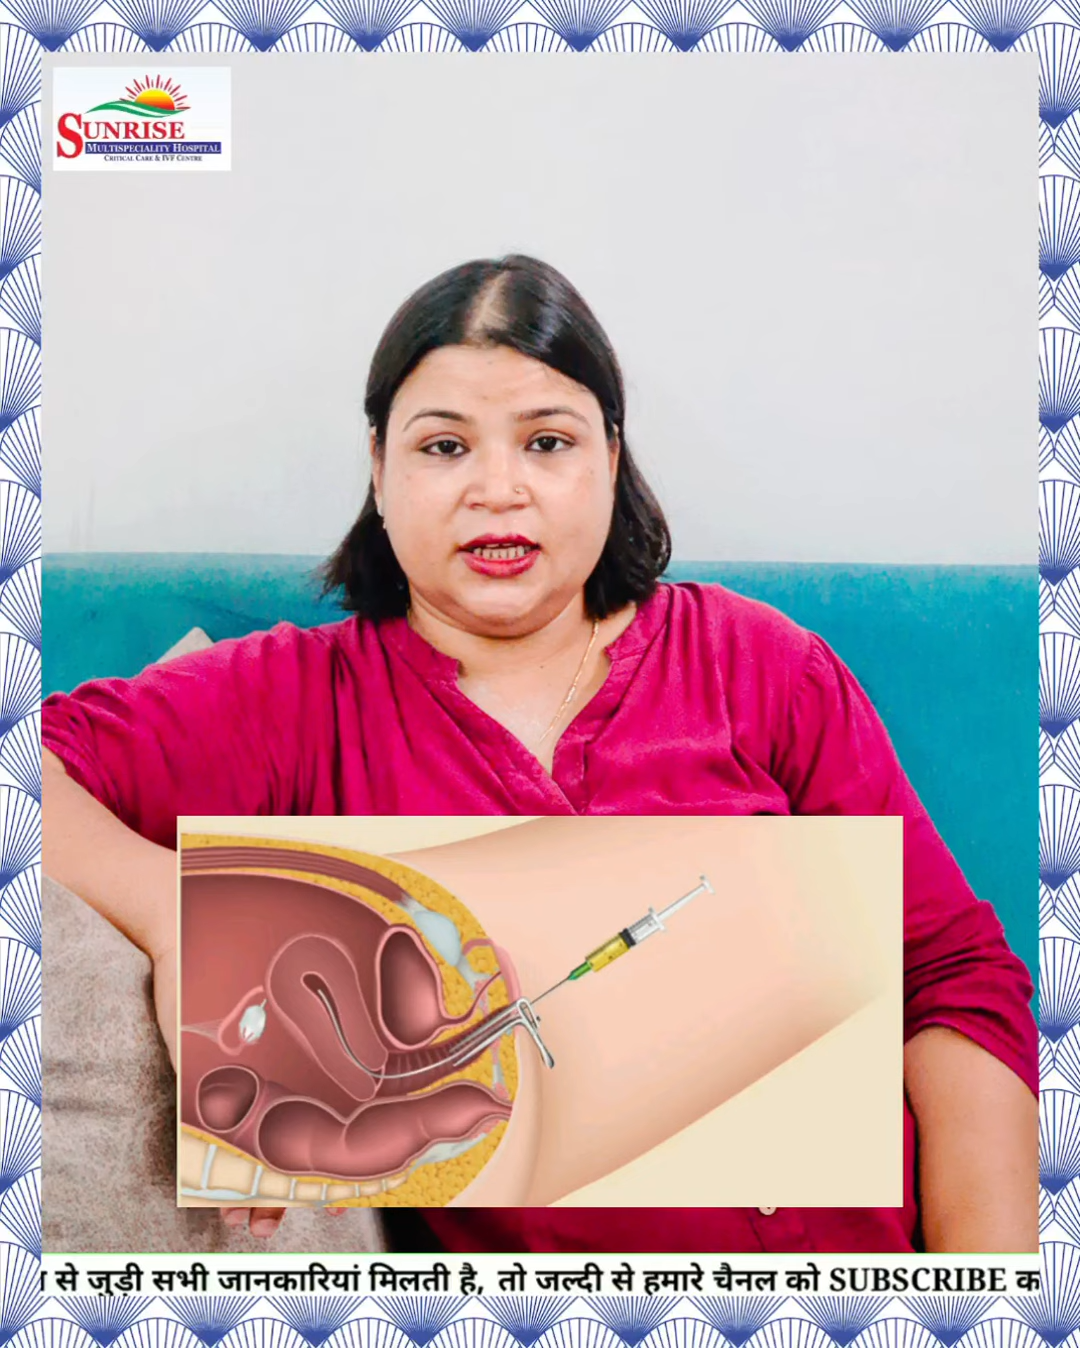 SUNRISE
MULTISPECIALITY HOSPITAL
CRITICAL CARE & IVF CENTRE
से जुड़ी सभी जानकारियां मिलती है, तो जल्दी से हमारे चैनल को SUBSCRIBE